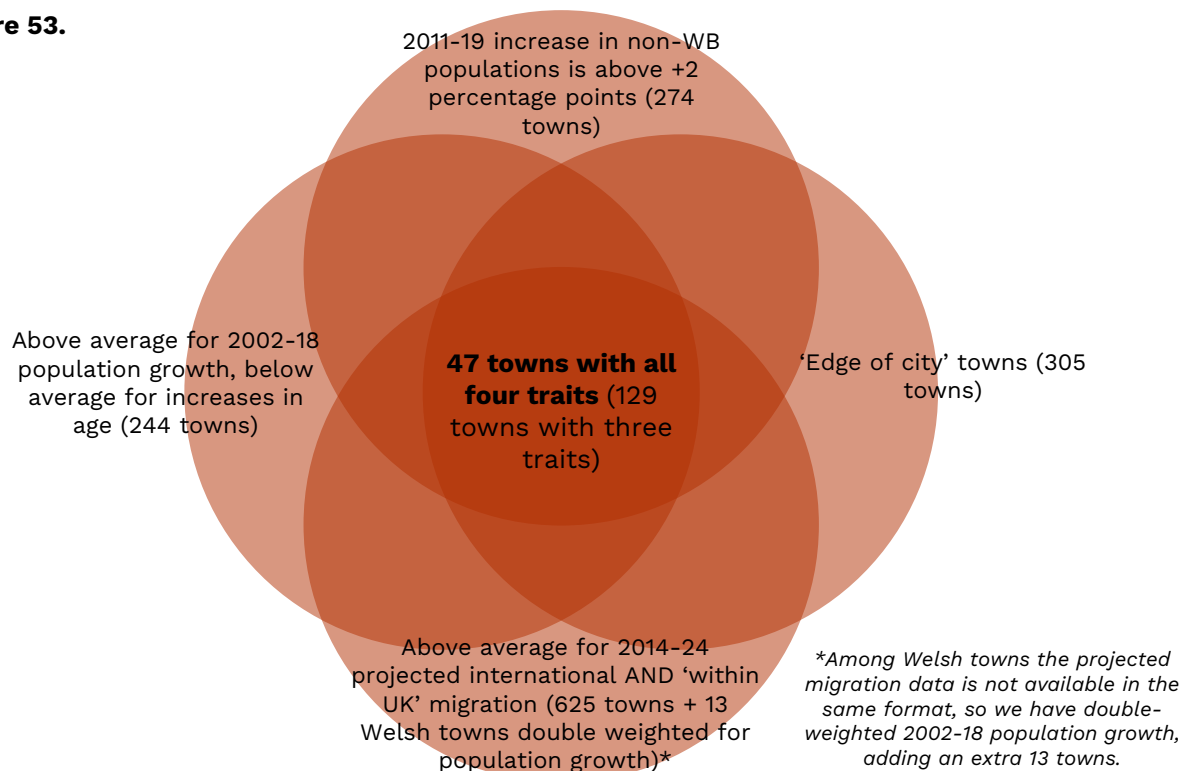 re 53.
2011-19 increase in non-WB
populations is above +2
percentage points (274
towns)
Above average for 2002-18
population growth, below
average for increases in
age (244 towns)
47 towns with all
four traits (129
towns with three
traits)
‘Edge of city’ towns (305
towns)
Above average for 2014-24
projected international AND ‘within
UK’ migration (625 towns + 13
Welsh towns double weighted for
population growth)*
*Among Welsh towns the projected
migration data is not available in the
same format, so we have double-
weighted 2002-18 population growth,
adding an extra 13 towns.